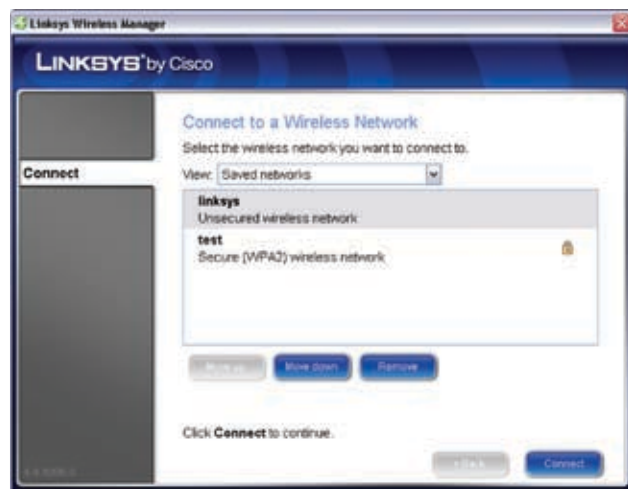 Linksys Wireless Manager
LINKSYS® by Cisco
Connect to a Wireless Network
Select the wireless network you want to connect to.
Connect
View: Saved networks
linksys
Unsecured wireless network
test
Secure (WPA2) wireless network
Move up Move down Remove
Click Connect to continue.
< Back Connect